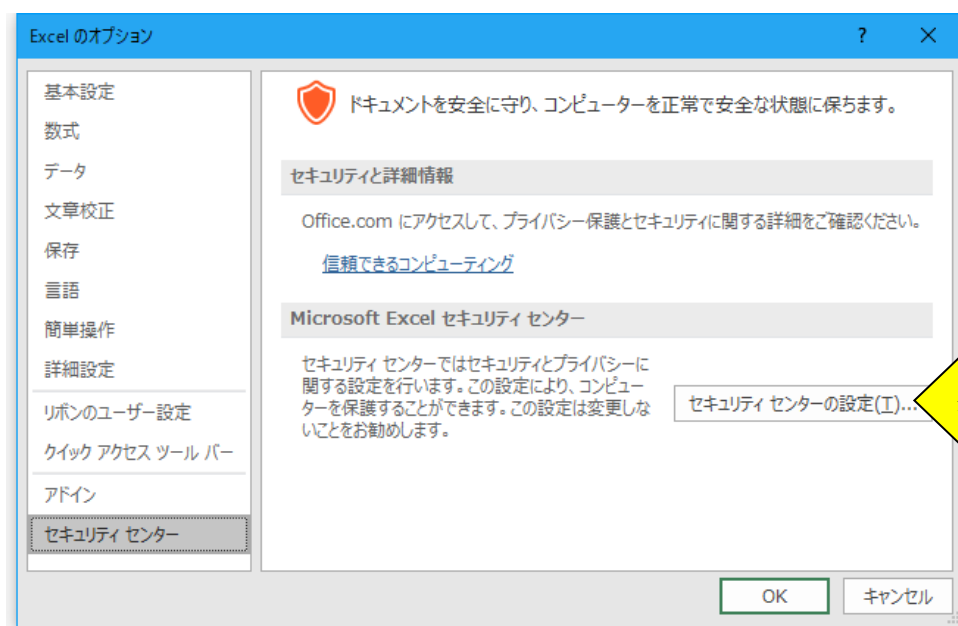 Excel のオプション
?
基本設定
数式
データ
文章校正
保存
言語
簡単操作
詳細設定
リボンのユーザー設定
クイック アクセス ツール バー
アドイン
セキュリティ センター
ドキュメントを安全に守り、コンピューターを正常で安全な状態に保ちます。
セキュリティと詳細情報
Office.com にアクセスして、プライバシー保護とセキュリティに関する詳細をご確認ください。
信頼できるコンピューティング
Microsoft Excel セキュリティ センター
セキュリティ センターではセキュリティとプライバシーに
関する設定を行います。この設定により、コンピュー
ターを保護することができます。この設定は変更しな
いことをお勧めします。
セキュリティ センターの設定(T)...
OK
キャンセル